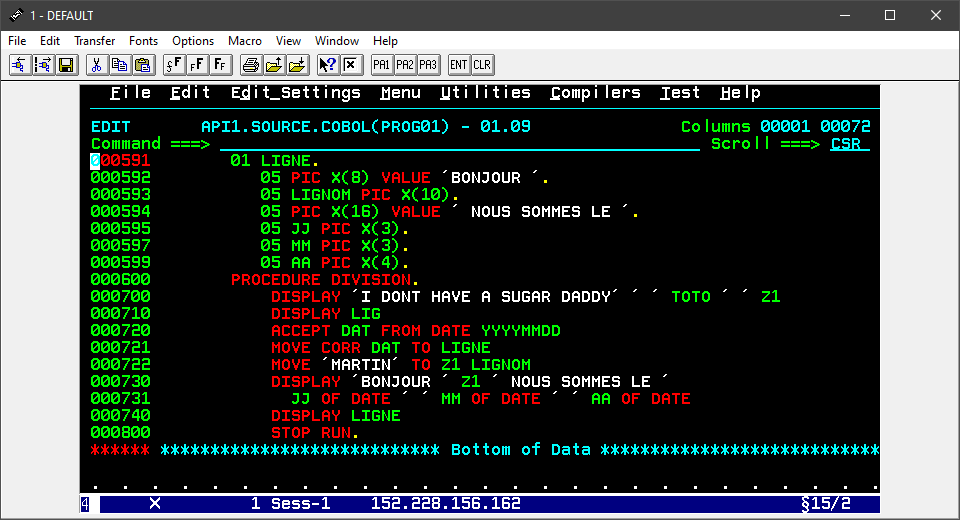 1 - DEFAULT
File Edit Transfer Fonts Options Macro View Window Help
PA1 PA2 PA3 ENT CLR
File Edit Edit_Settings Menu Utilities Compilers Test Help
EDIT API1.SOURCE.COBOL(PROG01) - 01.09 Columns 00001 00072
Command ===> Scroll ===> CSR
000591 01 LIGNE.
000592 05 PIC X(8) VALUE ´BONJOUR ´.
000593 05 LIGNOM PIC X(10).
000594 05 PIC X(16) VALUE ´ NOUS SOMMES LE ´.
000595 05 JJ PIC X(3).
000597 05 MM PIC X(3).
000599 05 AA PIC X(4).
000600 PROCEDURE DIVISION.
000700 DISPLAY ´I DONT HAVE A SUGAR DADDY´ ´ ´ TOTO ´ ´ Z1
000710 DISPLAY LIG
000720 ACCEPT DAT FROM DATE YYYYMMDD
000721 MOVE CORR DAT TO LIGNE
000722 MOVE ´MARTIN´ TO Z1 LIGNOM
000730 DISPLAY ´BONJOUR ´ Z1 ´ NOUS SOMMES LE ´
000731 JJ OF DATE ´ ´ MM OF DATE ´ ´ AA OF DATE
000740 DISPLAY LIGNE
000800 STOP RUN.
****** **************************** Bottom of Data ****************************
. . . . . . . . . . . . . . . . . . . . . . . . . . .
4 X 1 Sess-1 152.228.156.162 §15/2